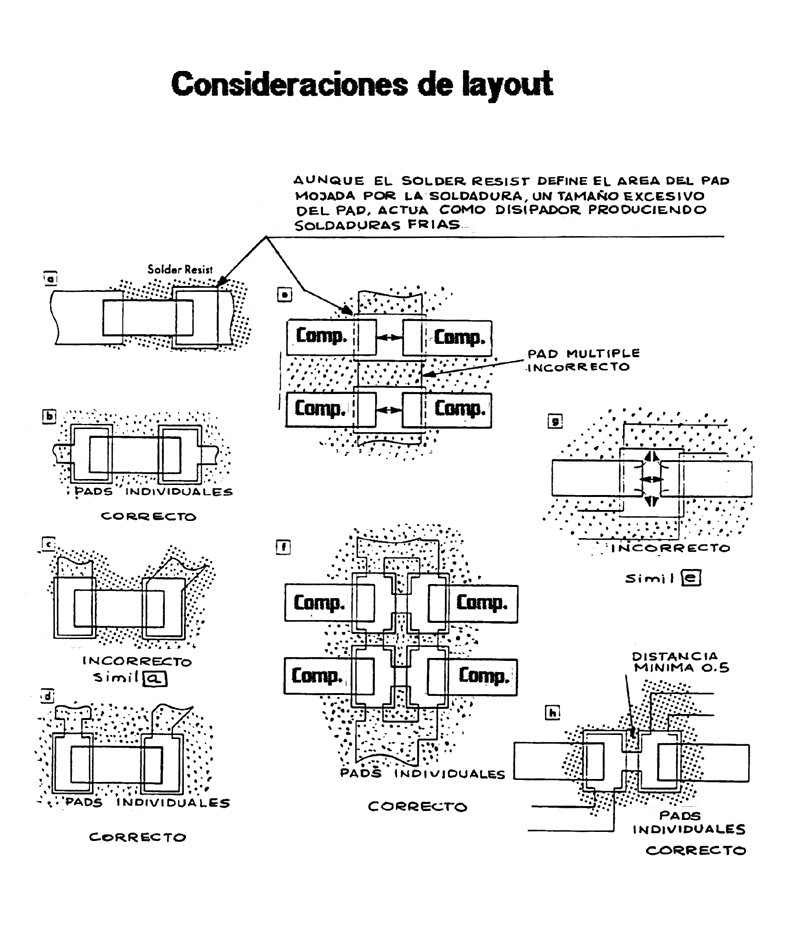 Consideraciones de layout
AUNQUE EL SOLDER RESIST DEFINE EL AREA DEL PAD
MOJADA POR LA SOLDADURA, UN TAMAÑO EXCESIVO
DEL PAD, ACTUA COMO DISIPADOR PRODUCIENDO
SOLDADURAS FRIAS
a
Solder Resist
b
PADS INDIVIDUALES
CORRECTO
c
INCORRECTO
Simil a
d
PADS INDIVIDUALES
CORRECTO
e
Comp. Comp.
PAD MULTIPLE
INCORRECTO
Comp. Comp.
f
Comp. Comp.
Comp. Comp.
PADS INDIVIDUALES
CORRECTO
g
INCORRECTO
Simil e
DISTANCIA
MINIMA 0.5
h
PADS
INDIVIDUALES
CORRECTO